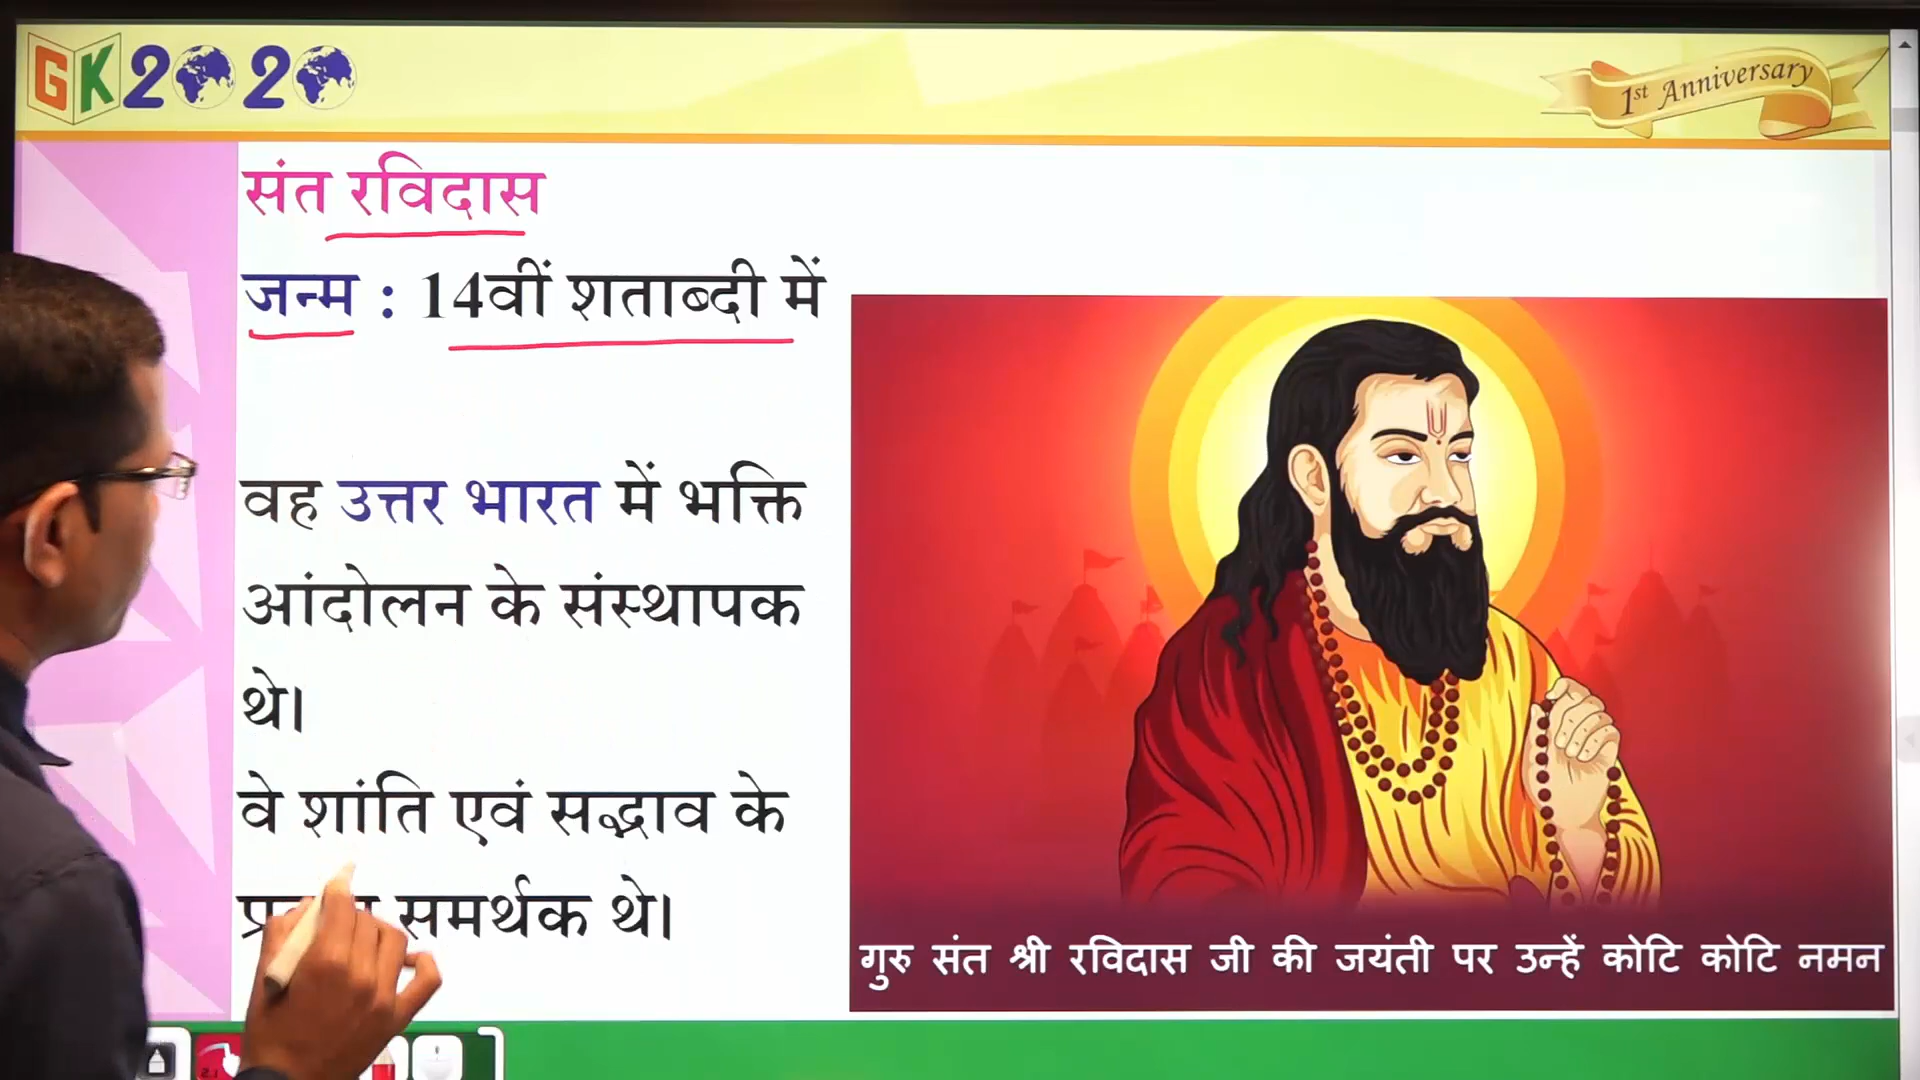 GK2020
1st Anniversary
संत रविदास
जन्म : 14वीं शताब्दी में
वह उत्तर भारत में भक्ति
आंदोलन के संस्थापक
थे।
वे शांति एवं सद्भाव के
समर्थक थे।
गुरु संत श्री रविदास जी की जयंती पर उन्हें कोटि कोटि नमन